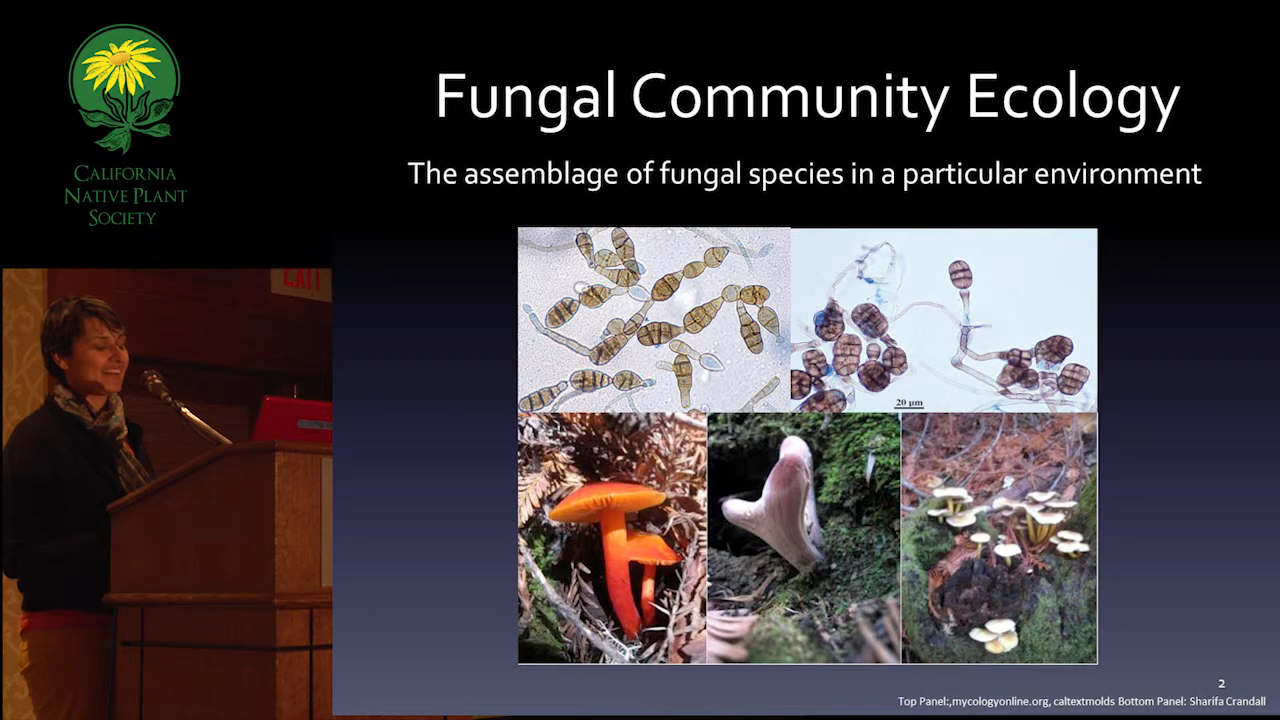 CALIFORNIA
NATIVE PLANT
SOCIETY
Fungal Community Ecology
The assemblage of fungal species in a particular environment
EXIT
20 µm
2
Top Panel:,mycologyonline.org, caltextmolds Bottom Panel: Sharifa Crandall